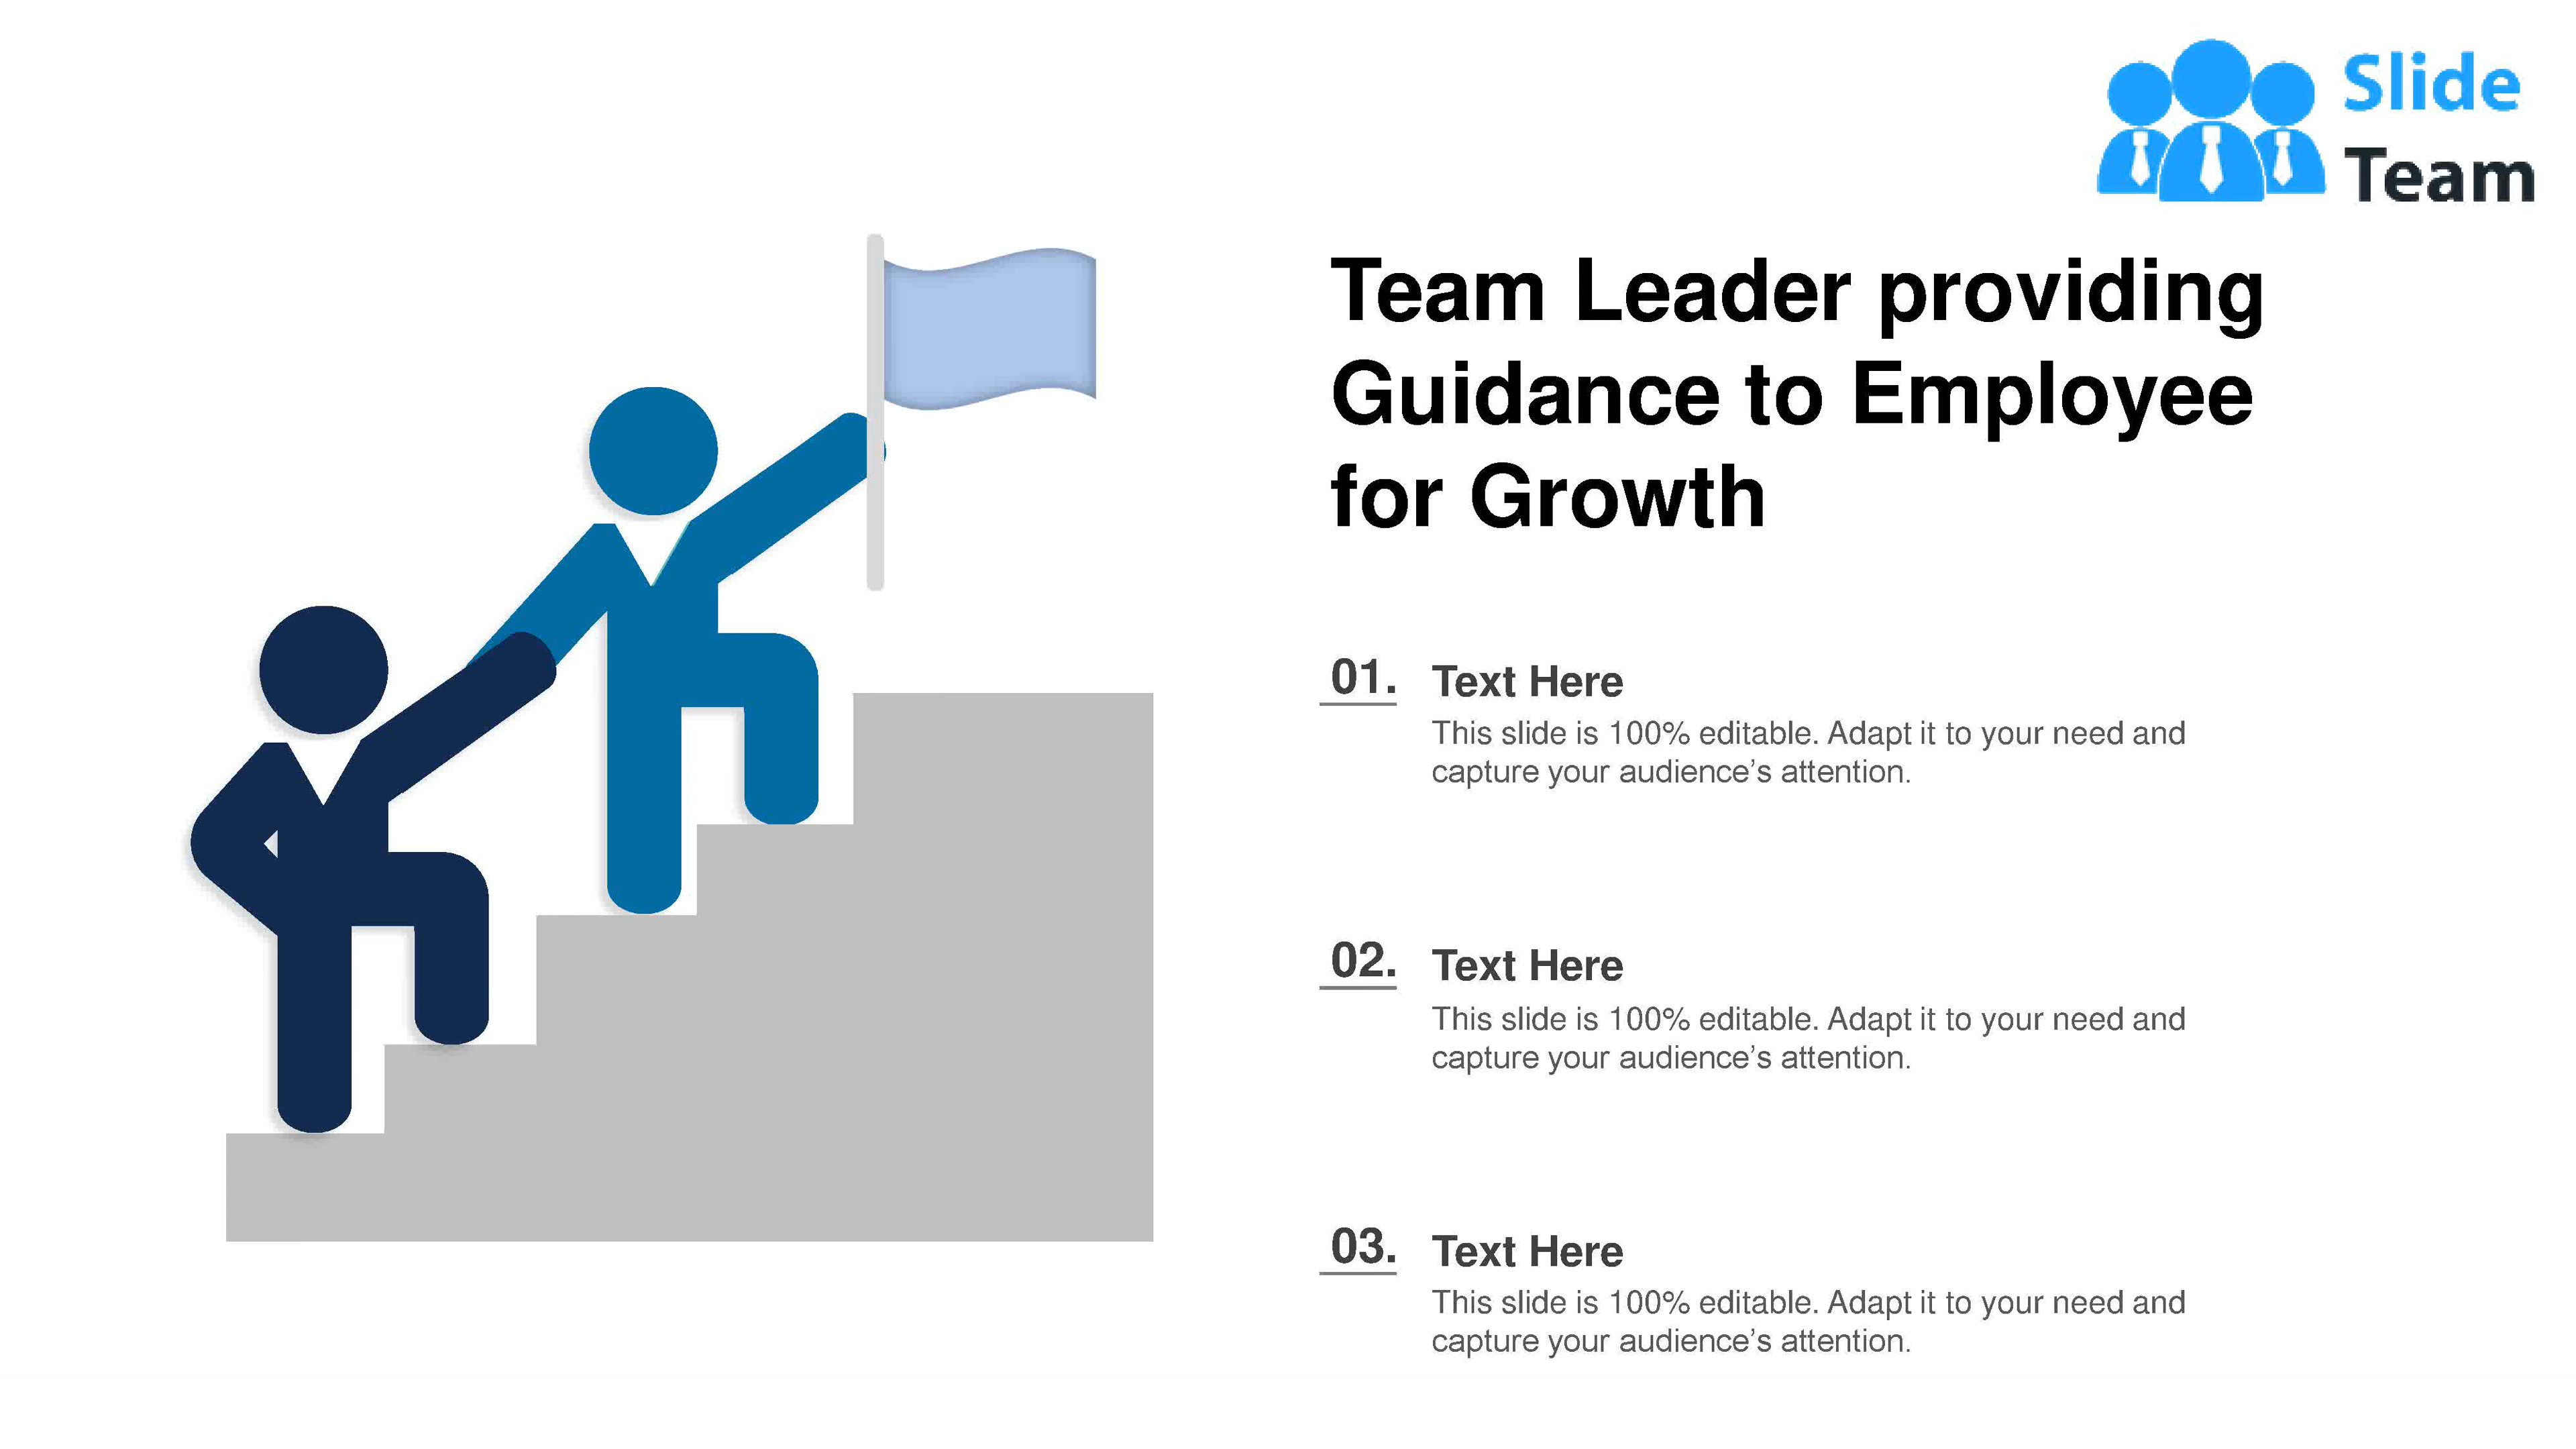 Slide
Team
Team Leader providing
Guidance to Employee
for Growth
01. Text Here
This slide is 100% editable. Adapt it to your need and
capture your audience’s attention.
02. Text Here
This slide is 100% editable. Adapt it to your need and
capture your audience’s attention.
03. Text Here
This slide is 100% editable. Adapt it to your need and
capture your audience’s attention.